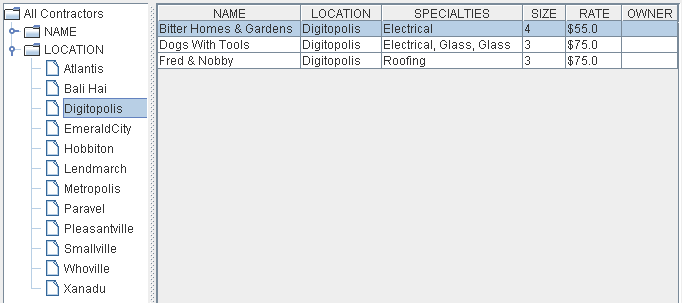 All Contractors
NAME
LOCATION
Atlantis
Bali Hai
Digitopolis
EmeraldCity
Hobbiton
Lendmarch
Metropolis
Paravel
Pleasantville
Smallville
Whoville
Xanadu
NAME LOCATION SPECIALTIES SIZE RATE OWNER
Bitter Homes & Gardens Digitopolis Electrical 4 $55.0
Dogs With Tools Digitopolis Electrical, Glass, Glass 3 $75.0
Fred & Nobby Digitopolis Roofing 3 $75.0